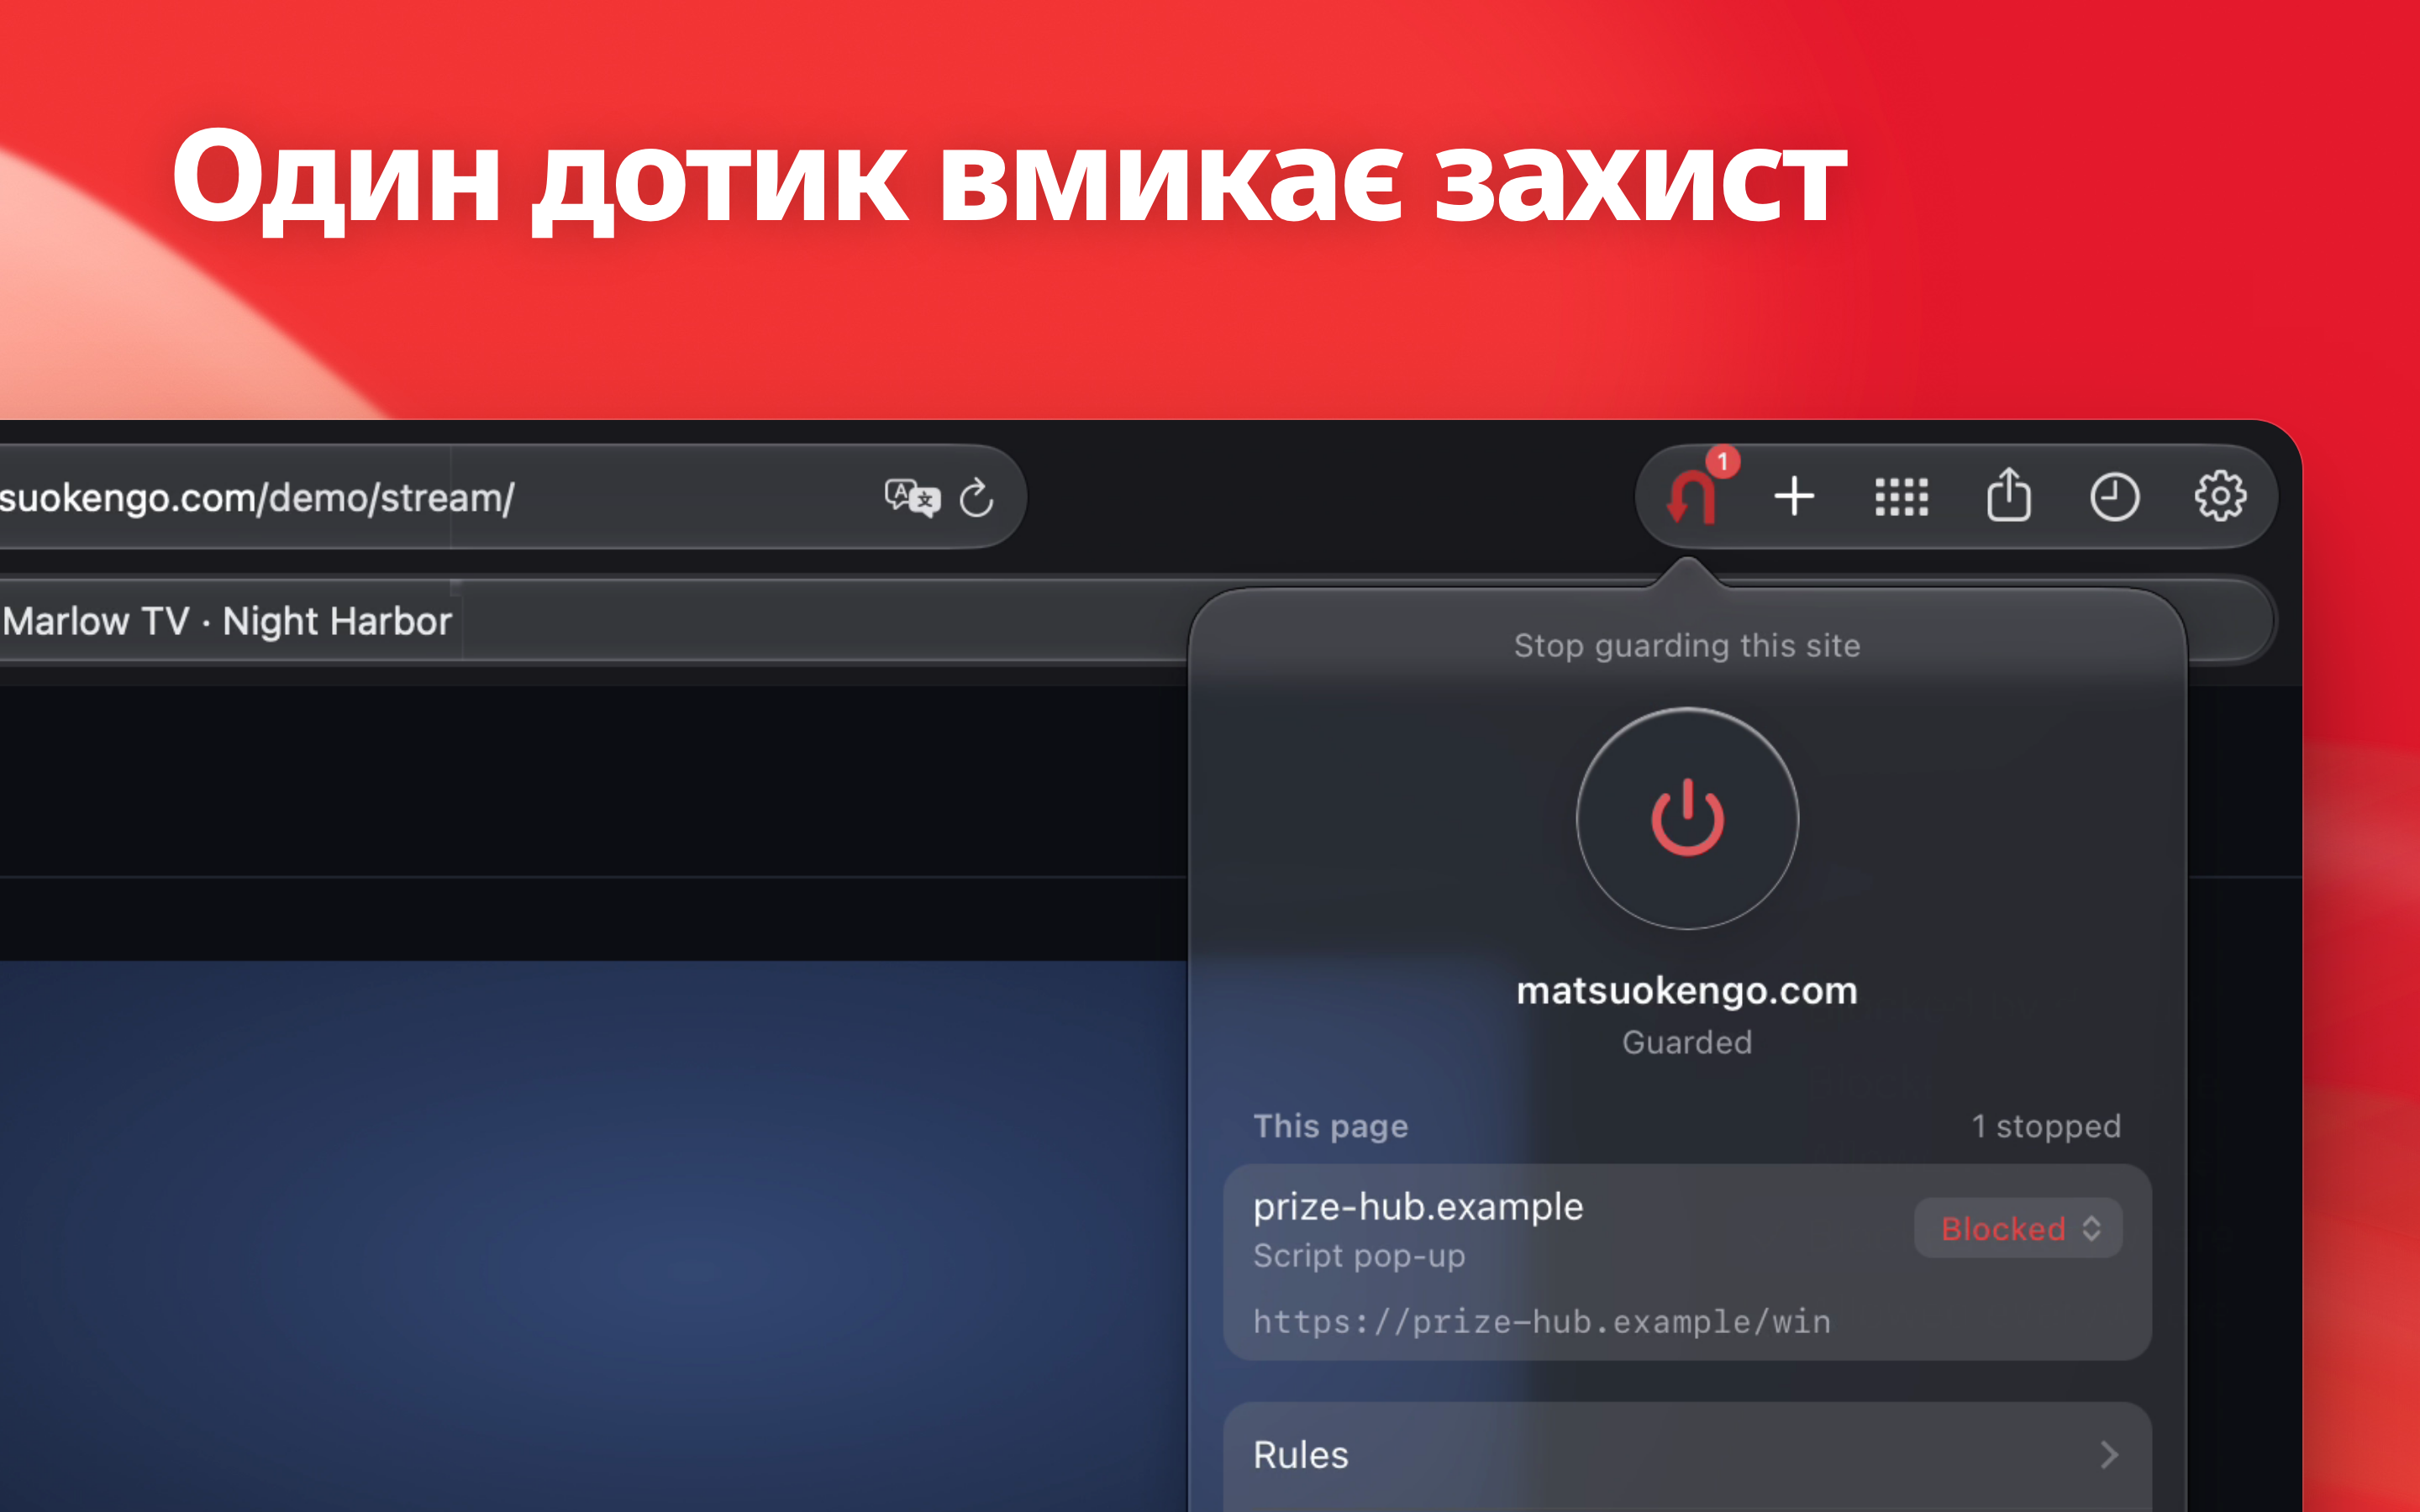 Один дотик вмикає захист
suokengo.com/demo/stream/
1
Marlow TV · Night Harbor
Stop guarding this site
matsuokengo.com
Guarded
This page
1 stopped
prize-hub.example
Blocked
Script pop-up
https://prize-hub.example/win
Rules